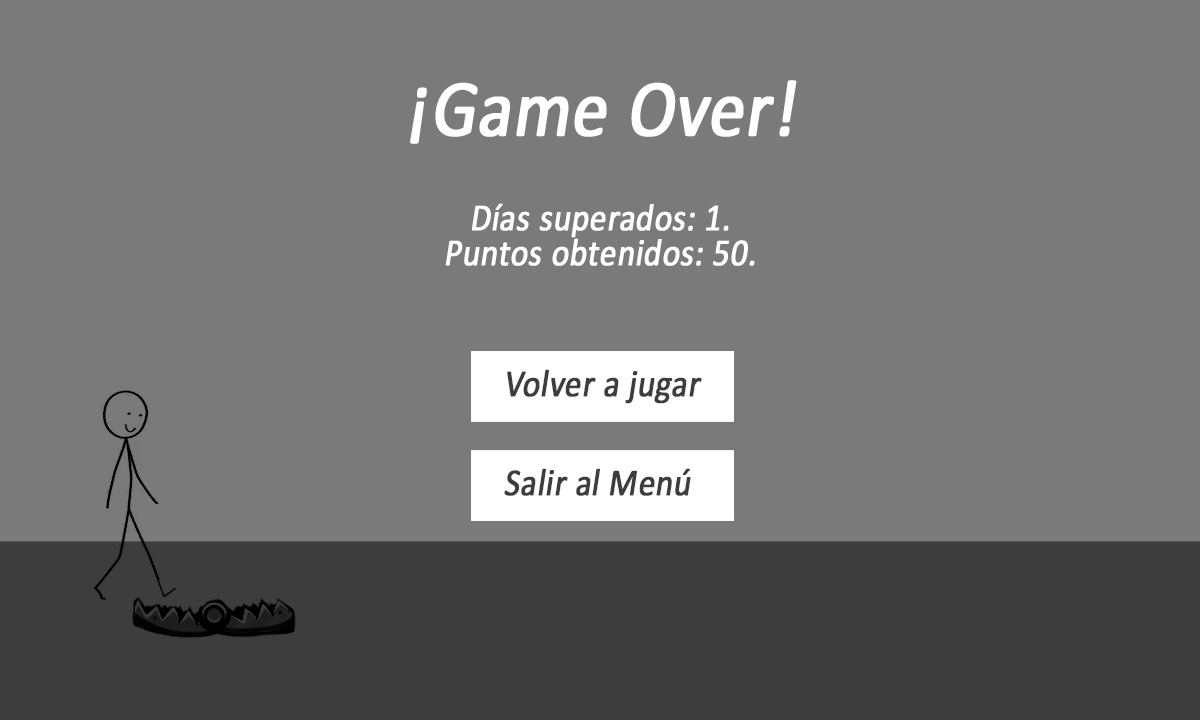 ¡Game Over!
Días superados: 1.
Puntos obtenidos: 50.
Volver a jugar
Salir al Menú